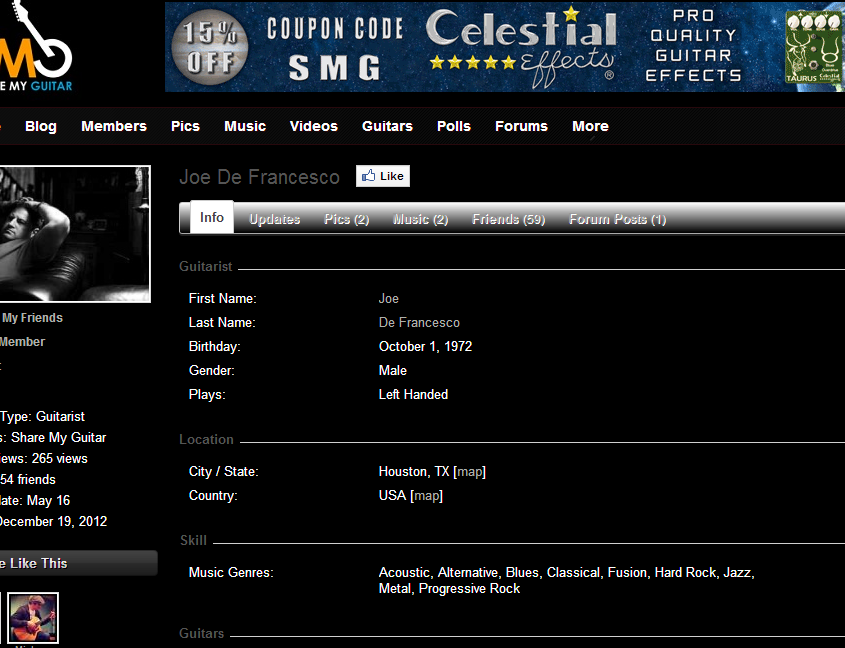 15% OFF
COUPON CODE
SMG
Celestial
Effects®
PRO
QUALITY
GUITAR
EFFECTS
TAURUS
E MY GUITAR
Blog Members Pics Music Videos Guitars Polls Forums More
Joe De Francesco Like
Info Updates Pics (2) Music (2) Friends (59) Forum Posts (1)
Guitarist
First Name: Joe
Last Name: De Francesco
Birthday: October 1, 1972
Gender: Male
Plays: Left Handed
Location
City / State: Houston, TX [map]
Country: USA [map]
Skill
Music Genres: Acoustic, Alternative, Blues, Classical, Fusion, Hard Rock, Jazz,
Metal, Progressive Rock
Guitars
My Friends
Member
:
Type: Guitarist
s: Share My Guitar
ews: 265 views
54 friends
ate: May 16
December 19, 2012
e Like This